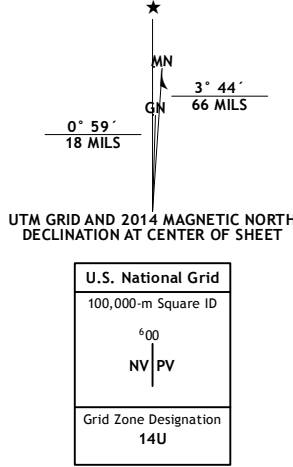 ★
MN
GN
3° 44´
66 MILS
0° 59´
18 MILS
UTM GRID AND 2014 MAGNETIC NORTH
DECLINATION AT CENTER OF SHEET
U.S. National Grid
100,000-m Square ID
⁶00
NV PV
Grid Zone Designation
14U